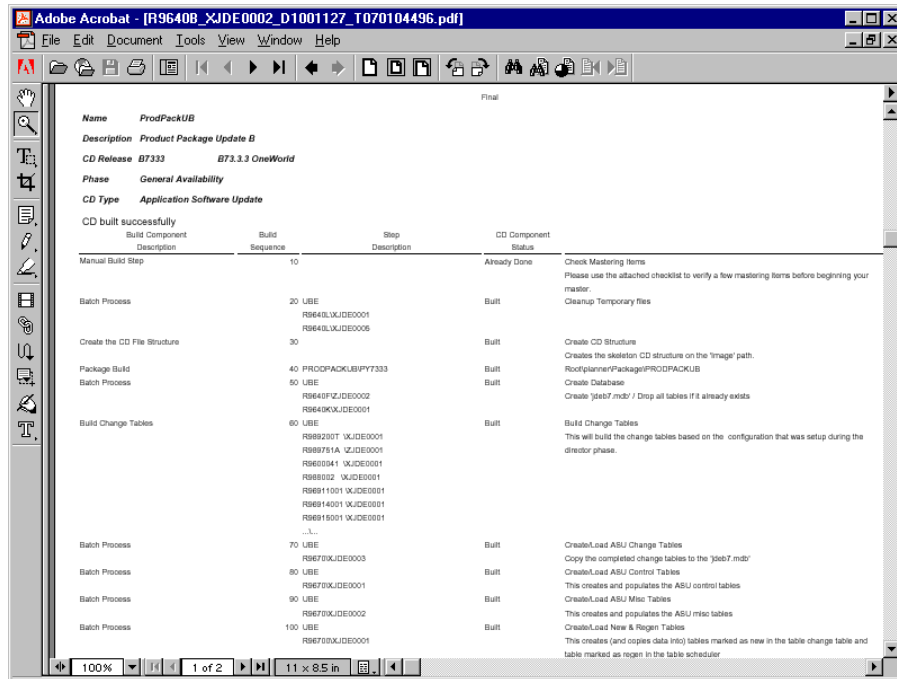 Adobe Acrobat - [R9640B_XJDE0002_D1001127_T070104496.pdf]
File Edit Document Tools View Window Help
Final
Name ProdPackUB
Description Product Package Update B
CD Release B7333 B73.3.3 OneWorld
Phase General Availability
CD Type Application Software Update
CD built successfully
Build Component Build Step CD Component
Description Sequence Description Status
Manual Build Step 10 Already Done Check Mastering Items
Please use the attached checklist to verify a few mastering items before beginning your
master.
Batch Process 20 UBE Built Cleanup Temporary files
R9640L\XJDE0001
R9640L\XJDE0005
Create the CD File Structure 30 Built Create CD Structure
Creates the skeleton CD structure on the 'Image' path.
Package Build 40 PRODPACKUB\PY7333 Built Root\planner\Package\PRODPACKUB
Batch Process 50 UBE Built Create Database
R9640F\ZJDE0002 Create 'jdeb7.mdb' / Drop all tables if it already exists
R9640K\XJDE0001
Build Change Tables 60 UBE Built Build Change Tables
R989200T \XJDE0001 This will build the change tables based on the configuration that was setup during the
R989751A \ZJDE0001 director phase.
R9600041 \XJDE0001
R988002 \XJDE0001
R96911001 \XJDE0001
R96914001 \XJDE0001
R96915001 \XJDE0001
...\...
Batch Process 70 UBE Built Create/Load ASU Change Tables
R9670\XJDE0003 Copy the completed change tables to the 'jdeb7.mdb'
Batch Process 80 UBE Built Create/Load ASU Control Tables
R9670\XJDE0001 This creates and populates the ASU control tables
Batch Process 90 UBE Built Create/Load ASU Misc Tables
R9670\XJDE0002 This creates and populates the ASU misc tables
Batch Process 100 UBE Built Create/Load New & Regen Tables
R96700\XJDE0001 This creates (and copies data into) tables marked as new in the table change table and
table marked as regen in the table scheduler
100% 1 of 2 11 x 8.5 in